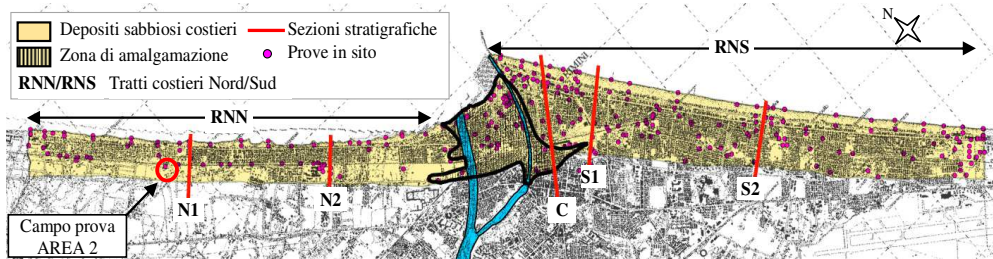 Depositi sabbiosi costieri
Sezioni stratigrafiche
Zona di amalgamazione
Prove in sito
RNN/RNS Tratti costieri Nord/Sud
N
RNS
RNN
N1
N2
C
S1
S2
Campo prova
AREA 2